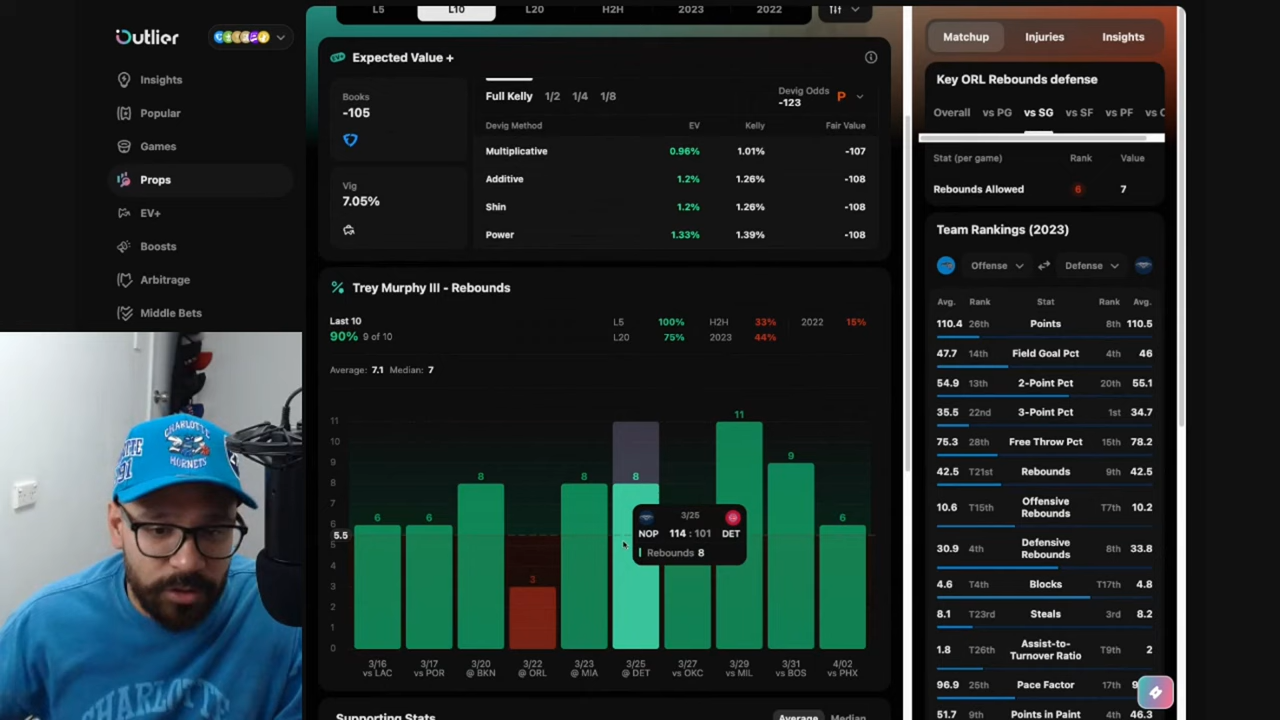 L5 L10 L20 H2H 2023 2022
Outlier
Insights
Popular
Games
Props
EV+
Boosts
Arbitrage
Middle Bets
Expected Value +
Books
-105
Vig
7.05%
Full Kelly 1/2 1/4 1/8
Devig Odds
-123 P
Devig Method EV Kelly Fair Value
Multiplicative 0.96% 1.01% -107
Additive 1.2% 1.26% -108
Shin 1.2% 1.26% -108
Power 1.33% 1.39% -108
Trey Murphy III - Rebounds
Last 10
90% 9 of 10
L5 100% H2H 33% 2022 15%
L20 75% 2023 44%
Average: 7.1 Median: 7
11
10
9
8
7
6
5.5
5
4
3
2
1
0
6 6 8 3 8 8 11 9 6
3/25
NOP 114 : 101 DET
Rebounds 8
3/16 3/17 3/20 3/22 3/23 3/25 3/27 3/29 3/31 4/02
vs LAC vs POR @ BKN @ ORL @ MIA @ DET vs OKC vs MIL vs BOS vs PHX
Supporting Stats Average Median
Matchup Injuries Insights
Key ORL Rebounds defense
Overall vs PG vs SG vs SF vs PF vs C
Stat (per game) Rank Value
Rebounds Allowed 6 7
Team Rankings (2023)
Offense Defense
Avg. Rank Stat Rank Avg.
110.4 26th Points 8th 110.5
47.7 14th Field Goal Pct 4th 46
54.9 13th 2-Point Pct 20th 55.1
35.5 22nd 3-Point Pct 1st 34.7
75.3 28th Free Throw Pct 15th 78.2
42.5 T21st Rebounds 9th 42.5
10.6 T15th Offensive Rebounds T7th 10.2
30.9 4th Defensive Rebounds 8th 33.8
4.6 T4th Blocks T17th 4.8
8.1 T23rd Steals 3rd 8.2
1.8 T26th Assist-to-Turnover Ratio T9th 2
96.9 25th Pace Factor 17th
51.7 9th Points in Paint 4th 46.3
CHARLOTTE
HORNETS
CHARLOTTE